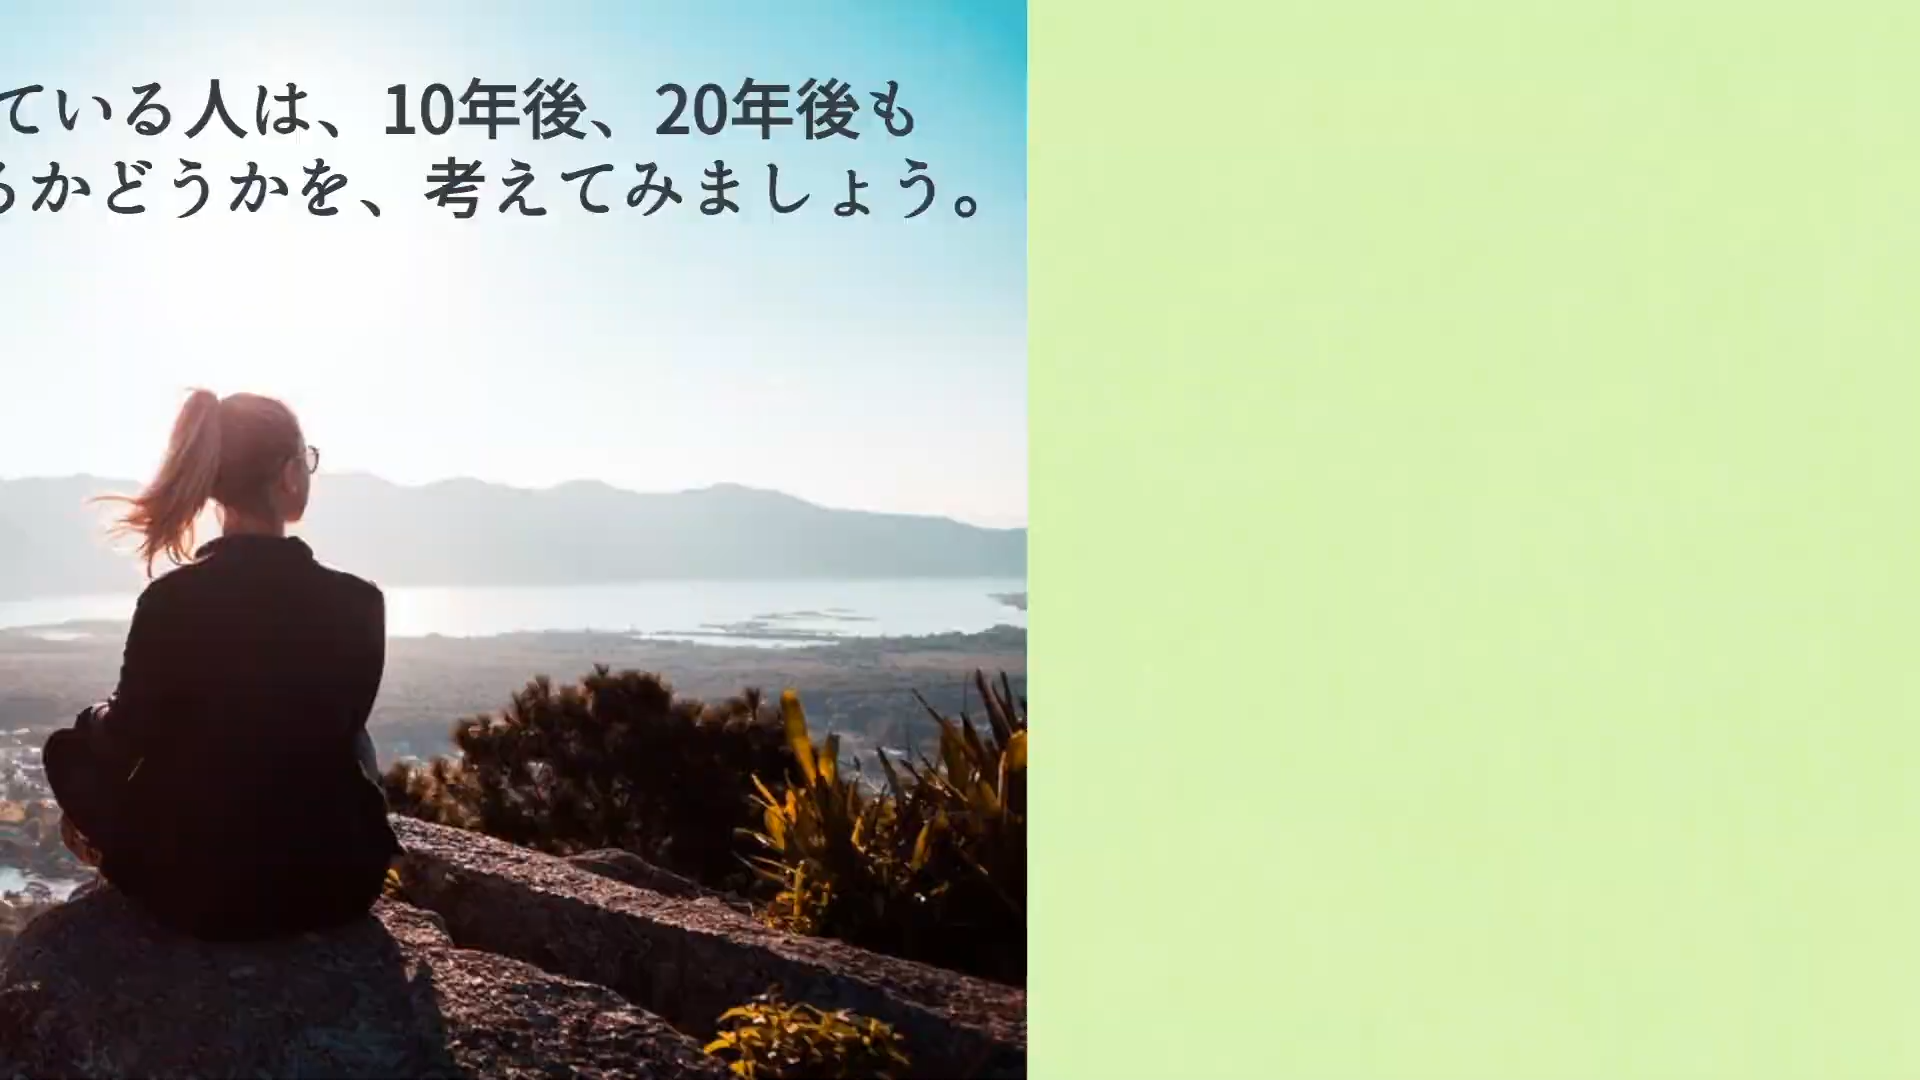 ている人は、10年後、20年後も
るかどうかを、考えてみましょう。